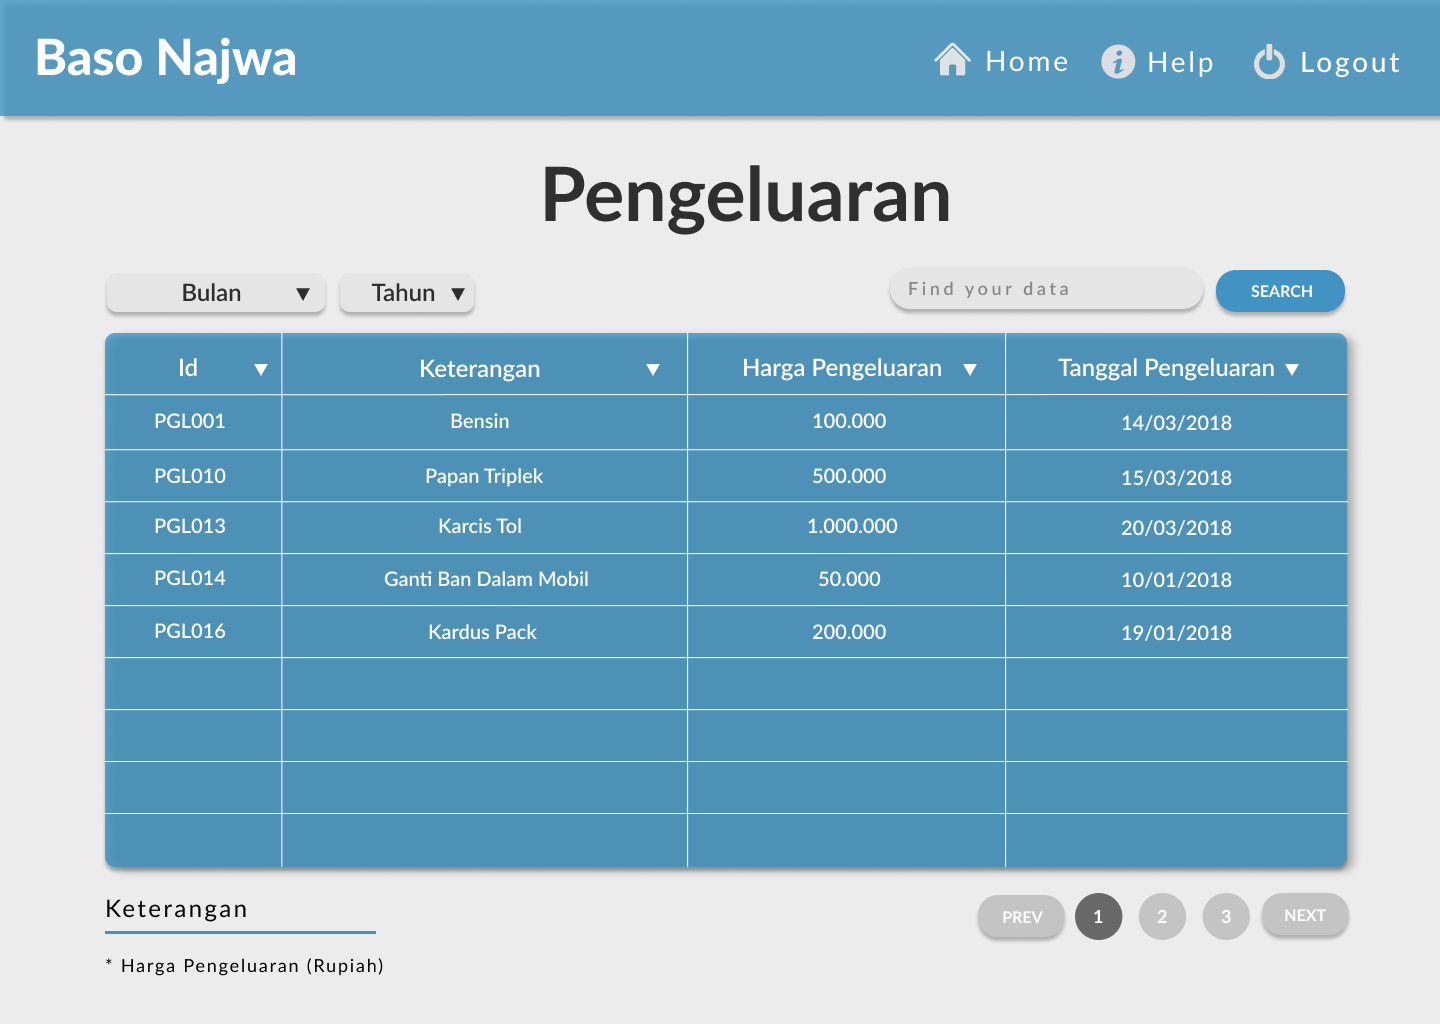 Baso Najwa
Home Help Logout
Pengeluaran
Bulan ▼ Tahun ▼ Find your data SEARCH
Id ▼ Keterangan ▼ Harga Pengeluaran ▼ Tanggal Pengeluaran ▼
PGL001 Bensin 100.000 14/03/2018
PGL010 Papan Triplek 500.000 15/03/2018
PGL013 Karcis Tol 1.000.000 20/03/2018
PGL014 Ganti Ban Dalam Mobil 50.000 10/01/2018
PGL016 Kardus Pack 200.000 19/01/2018
Keterangan
* Harga Pengeluaran (Rupiah)
PREV 1 2 3 NEXT